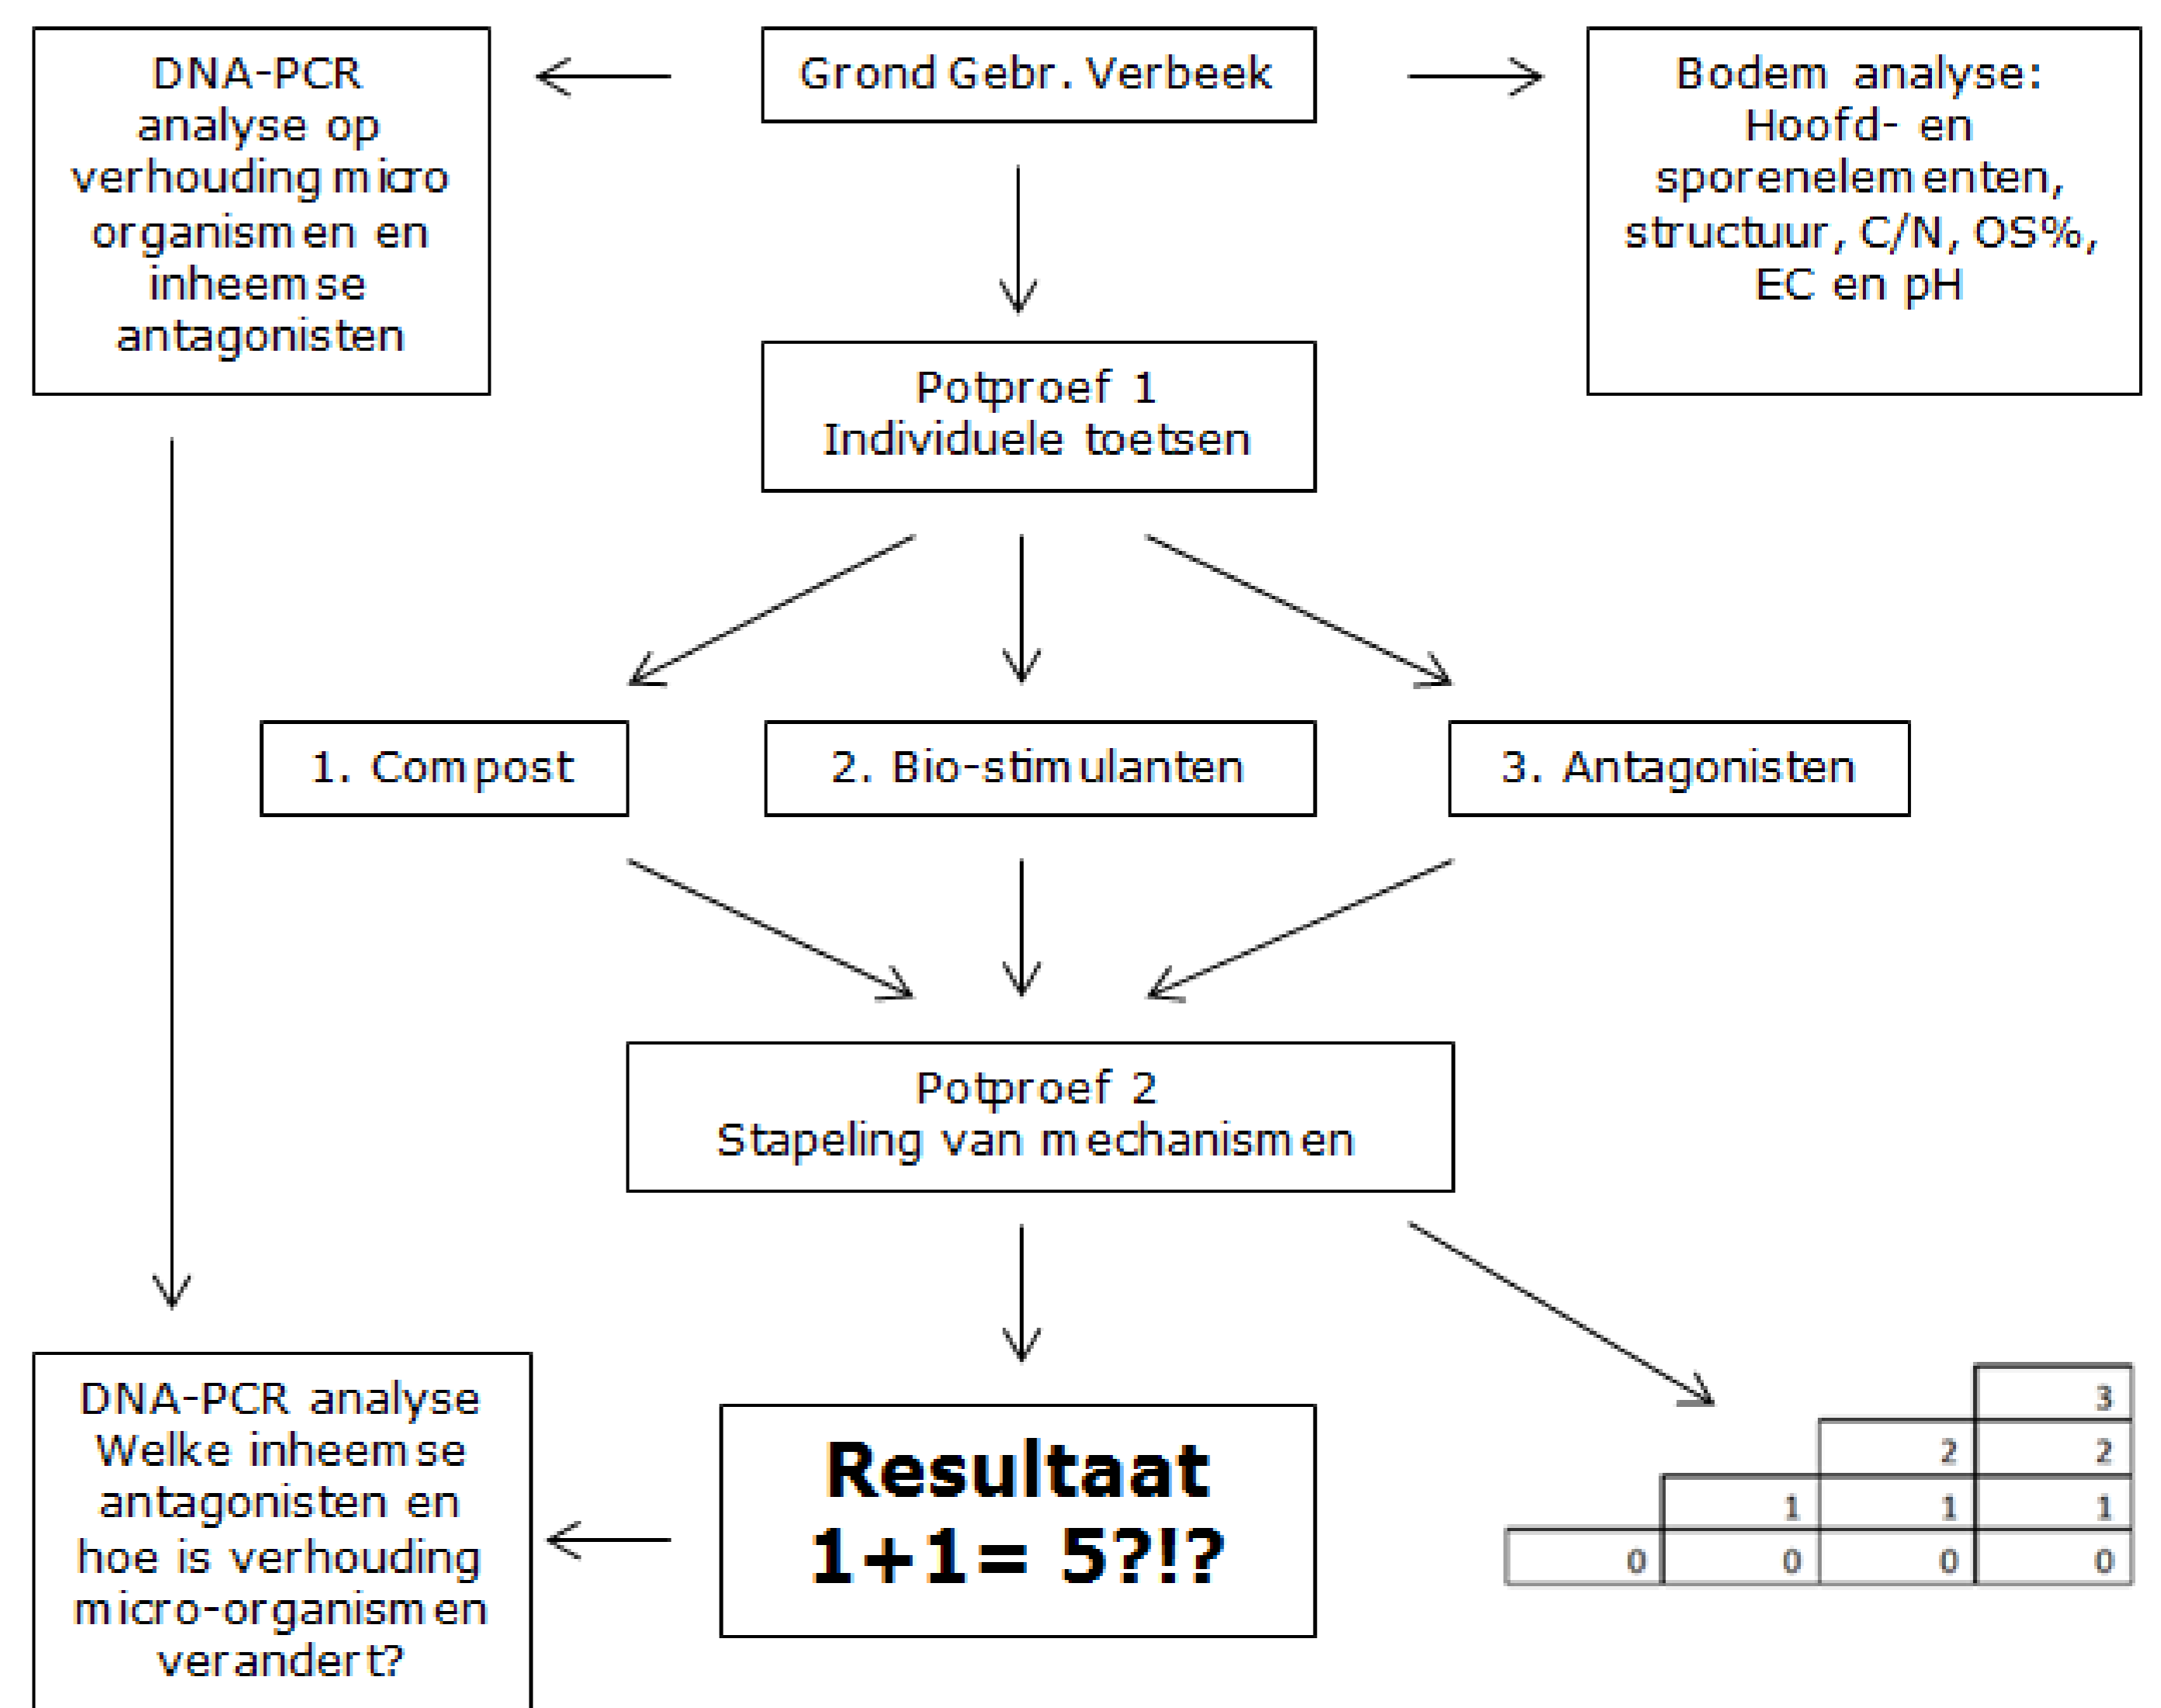 DNA-PCR
analyse op
verhouding micro
organismen en
inheemse
antagonisten
Grond Gebr. Verbeek
Bodem analyse:
Hoofd- en
sporenelementen,
structuur, C/N, OS%,
EC en pH
Potproef 1
Individuele toetsen
1. Compost
2. Bio-stimulanten
3. Antagonisten
Potproef 2
Stapeling van mechanismen
DNA-PCR analyse
Welke inheemse
antagonisten en
hoe is verhouding
micro-organismen
verandert?
Resultaat
1+1= 5?!?
3
2 2
1 1 1
0 0 0 0